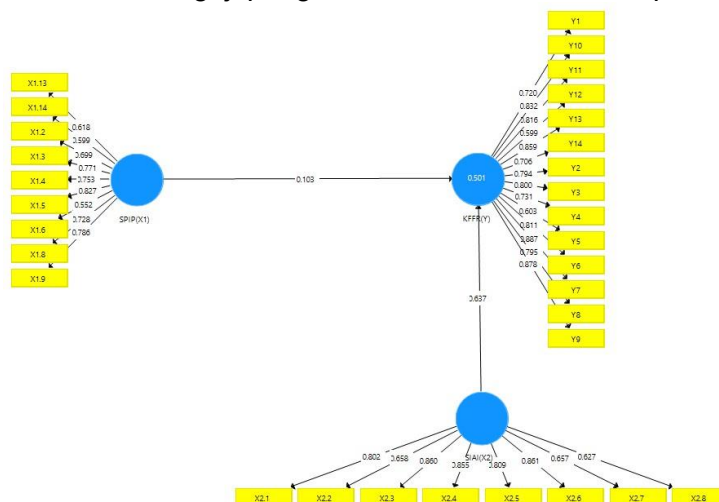 Y1
Y10
Y11
Y12
Y13
Y14
Y2
Y3
Y4
Y5
Y6
Y7
Y8
Y9
X1.13
X1.14
X1.2
X1.3
X1.4
X1.5
X1.6
X1.8
X1.9
0.618
0.599
0.699
0.771
0.753
0.827
0.552
0.728
0.786
SPIP(X1)
0.103
0.501
KFFR(Y)
0.720
0.832
0.816
0.599
0.859
0.706
0.794
0.800
0.731
0.603
0.811
0.887
0.795
0.878
0.637
SIAI(X2)
0.802
0.658
0.860
0.855
0.809
0.861
0.657
0.627
X2.1
X2.2
X2.3
X2.4
X2.5
X2.6
X2.7
X2.8